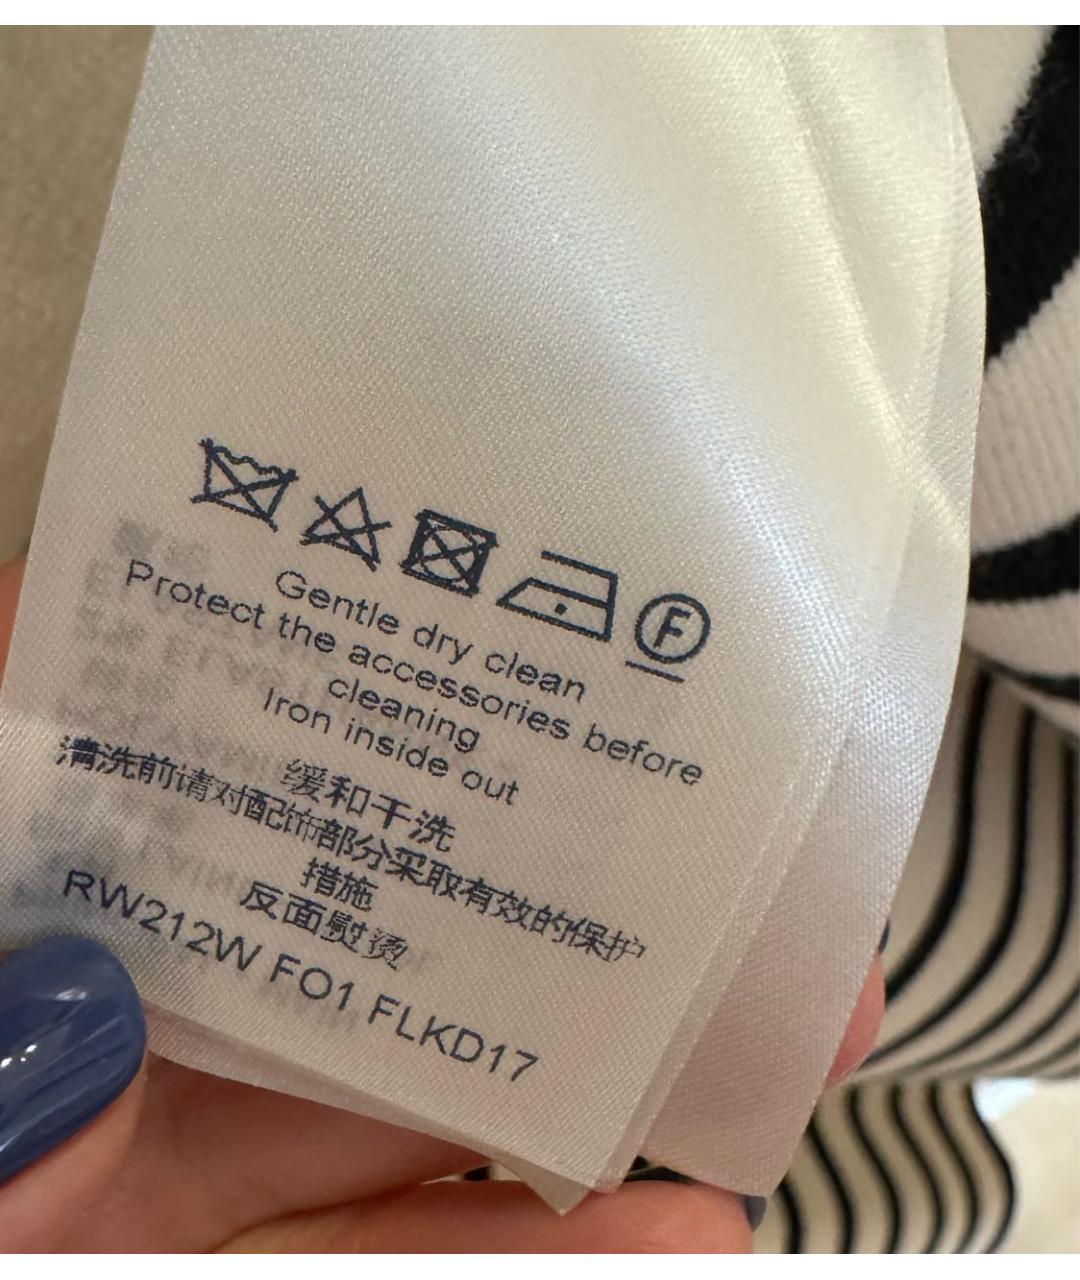 F
Gentle dry clean
Protect the accessories before
cleaning
Iron inside out
缓和干洗
清洗前请对配饰部分采取有效的保护
措施
反面熨烫
RW212W FO1 FLKD17